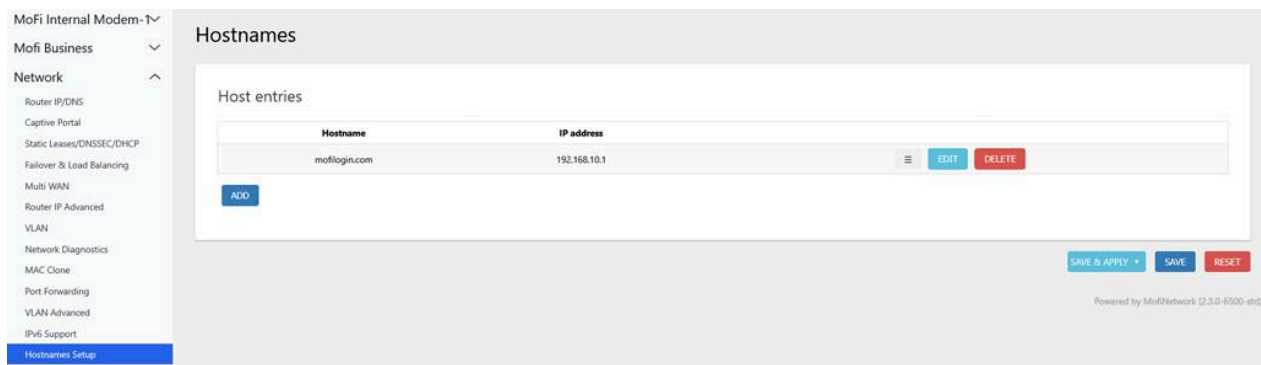 MoFi Internal Modem-1
Mofi Business
Network
Router IP/DNS
Captive Portal
Static Leases/DNSSEC/DHCP
Failover & Load Balancing
Multi WAN
Router IP Advanced
VLAN
Network Diagnostics
MAC Clone
Port Forwarding
VLAN Advanced
IPv6 Support
Hostnames Setup
Hostnames
Host entries
Hostname IP address
mofilogin.com 192.168.10.1 EDIT DELETE
ADD
SAVE & APPLY SAVE RESET
Powered by MofiNetwork (2.3.0-6500-std)